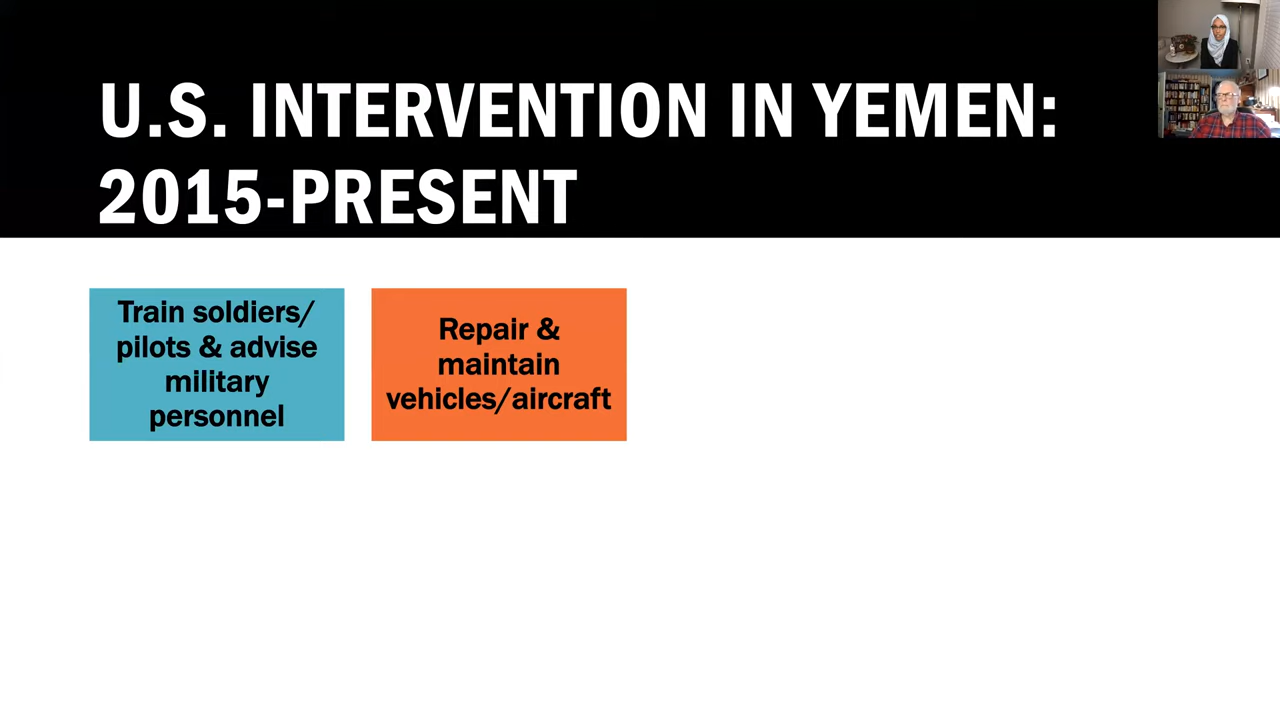 U.S. INTERVENTION IN YEMEN:
2015-PRESENT
Train soldiers/
pilots & advise
military
personnel
Repair &
maintain
vehicles/aircraft